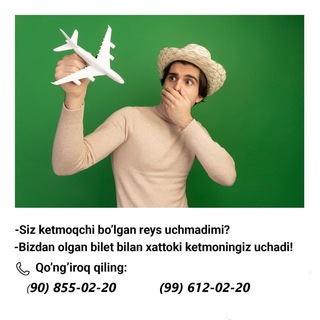 -Siz ketmoqchi bo'lgan reys uchmadimi?
-Bizdan olgan bilet bilan xattoki ketmoningiz uchadi!
Qo'ng'iroq qiling:
(90) 855-02-20 (99) 612-02-20